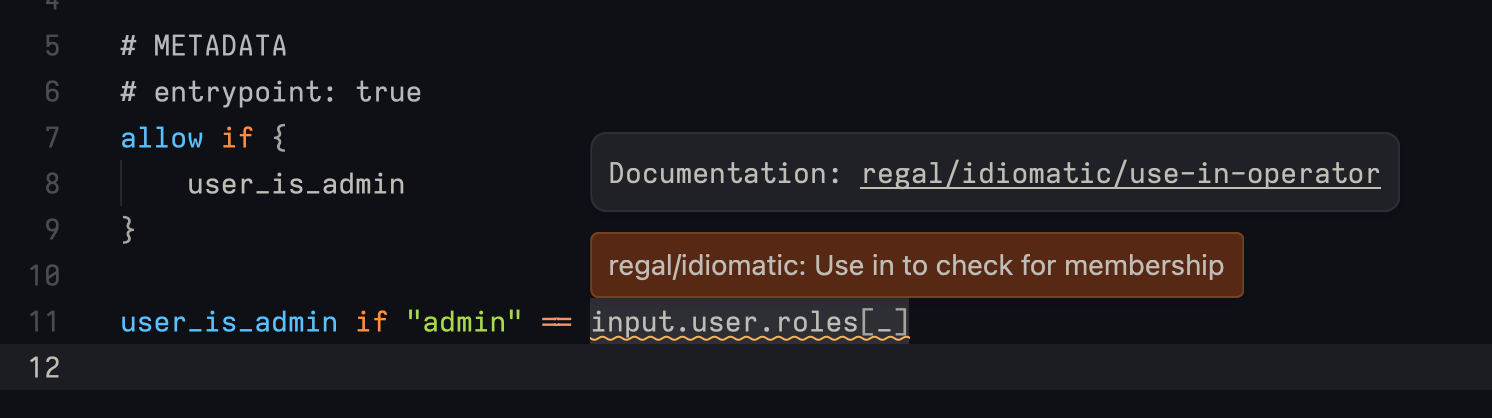 4
5 # METADATA
6 # entrypoint: true
7 allow if {
Documentation: regal/idiomatic/use-in-operator
8     user_is_admin
9 }
regal/idiomatic: Use in to check for membership
10
11 user_is_admin if "admin" == input.user.roles[_]
12